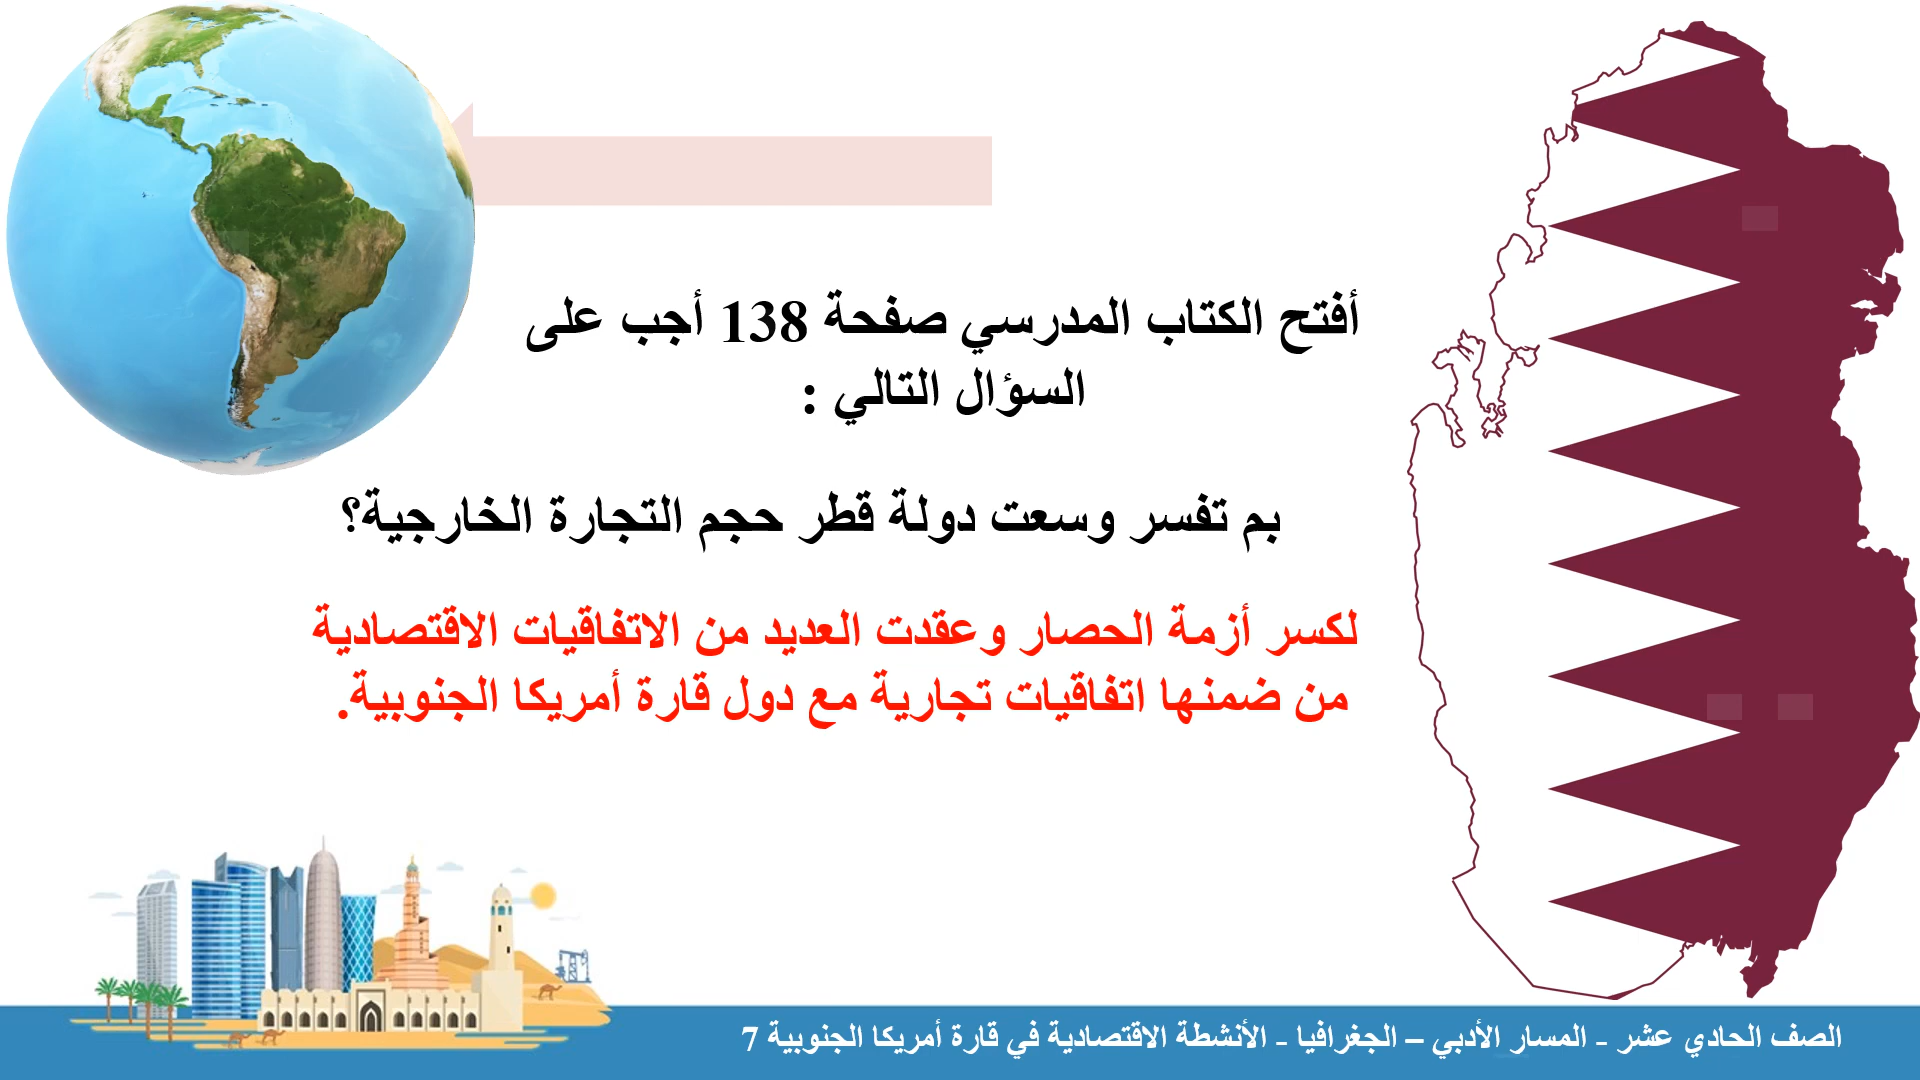 أفتح الكتاب المدرسي صفحة 138 أجب على
السؤال التالي :
بم تفسر وسعت دولة قطر حجم التجارة الخارجية؟
لكسر أزمة الحصار وعقدت العديد من الاتفاقيات الاقتصادية
من ضمنها اتفاقيات تجارية مع دول قارة أمريكا الجنوبية.
الصف الحادي عشر - المسار الأدبي – الجغرافيا - الأنشطة الاقتصادية في قارة أمريكا الجنوبية 7